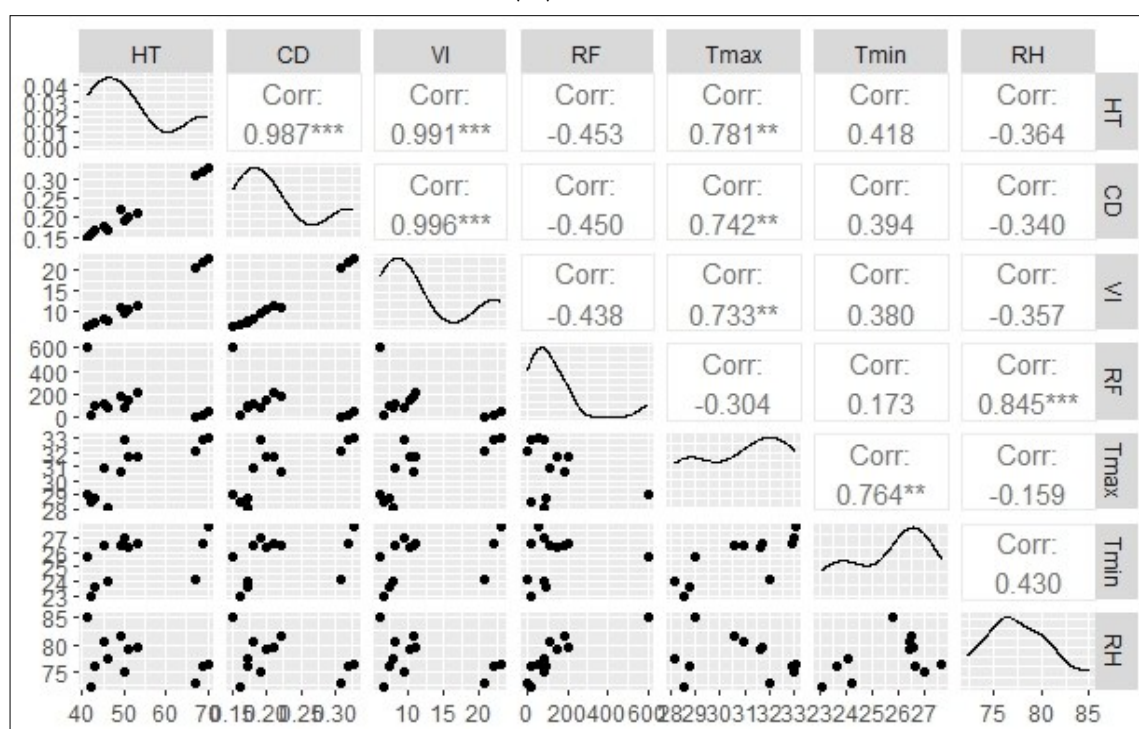 HT CD VI RF Tmax Tmin RH
0.04
0.03
0.02
0.01
0.00
Corr: Corr: Corr: Corr: Corr: Corr:
0.987*** 0.991*** -0.453 0.781** 0.418 -0.364
HT
0.30
0.25
0.20
0.15
Corr: Corr: Corr: Corr: Corr:
0.996*** -0.450 0.742** 0.394 -0.340
CD
20
15
10
Corr: Corr: Corr: Corr:
-0.438 0.733** 0.380 -0.357
VI
600
400
200
0
Corr: Corr: Corr:
-0.304 0.173 0.845***
RF
33
32
31
30
29
28
Corr: Corr:
0.764** -0.159
Tmax
27
26
25
24
23
Corr:
0.430
Tmin
85
80
75
RH
40 50 60 70 0.15 0.20 0.25 0.30 10 15 20 0 200 400 600 28 29 30 31 32 33 23 24 25 26 27 75 80 85